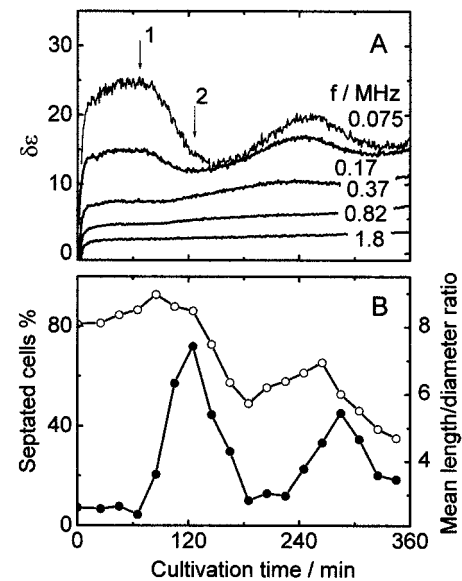 A
1
2
f / MHz
0.075
0.17
0.37
0.82
1.8
δε
30
20
10
0
B
Septated cells %
80
40
0
Mean length/diameter ratio
8
6
4
0 120 240 360
Cultivation time / min